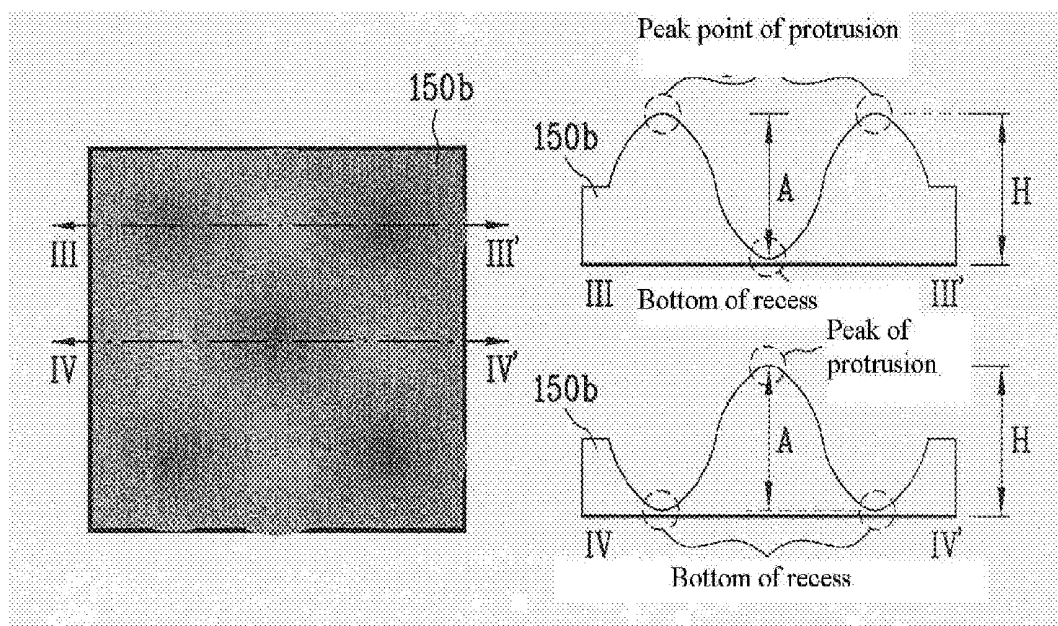 Peak point of protrusion
150b
150b
A
H
III
III'
III
III'
Bottom of recess
IV
IV'
Peak of
protrusion
150b
A
H
IV
IV'
Bottom of recess